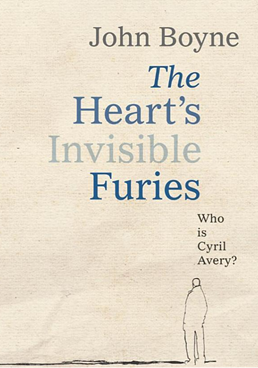 John Boyne
The
Heart’s
Invisible
Furies
Who
is
Cyril
Avery?